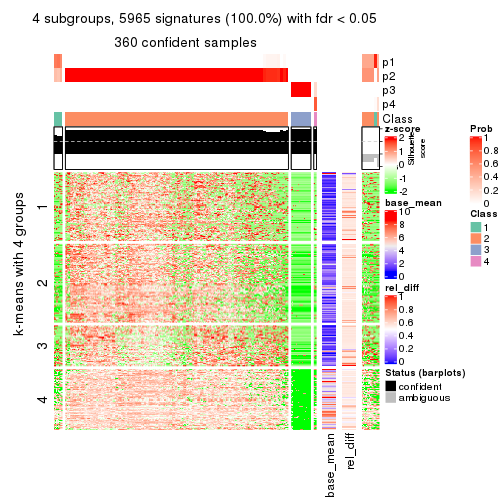 4 subgroups, 5965 signatures (100.0%) with fdr < 0.05
360 confident samples
p1
p2
p3
p4
Class
Silhouette
score
k-means with 4 groups
1
2
3
4
base_mean
rel_diff
z-score
2
1
0
-1
-2
base_mean
10
8
6
4
2
0
rel_diff
1
0.8
0.6
0.4
0.2
0
Status (barplots)
confident
ambiguous
Prob
1
0.8
0.6
0.4
0.2
0
Class
1
2
3
4